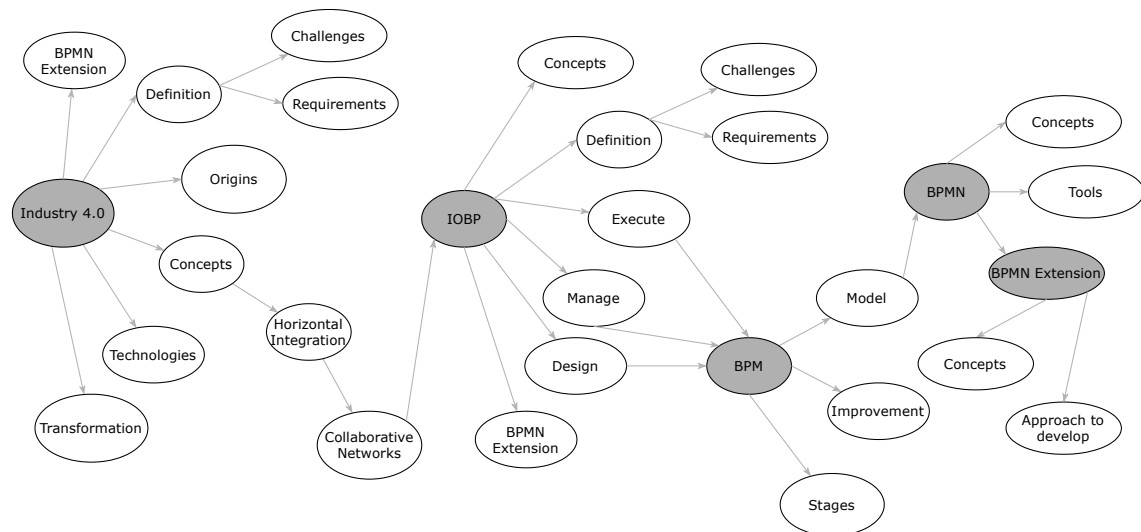 BPMN
Extension
Definition
Challenges
Requirements
Origins
Industry 4.0
Concepts
Horizontal
Integration
Technologies
Transformation
Collaborative
Networks
Concepts
Challenges
Definition
Requirements
IOBP
Execute
Manage
Design
BPMN
Extension
BPM
Model
Improvement
Stages
BPMN
Concepts
Tools
BPMN Extension
Concepts
Approach to
develop